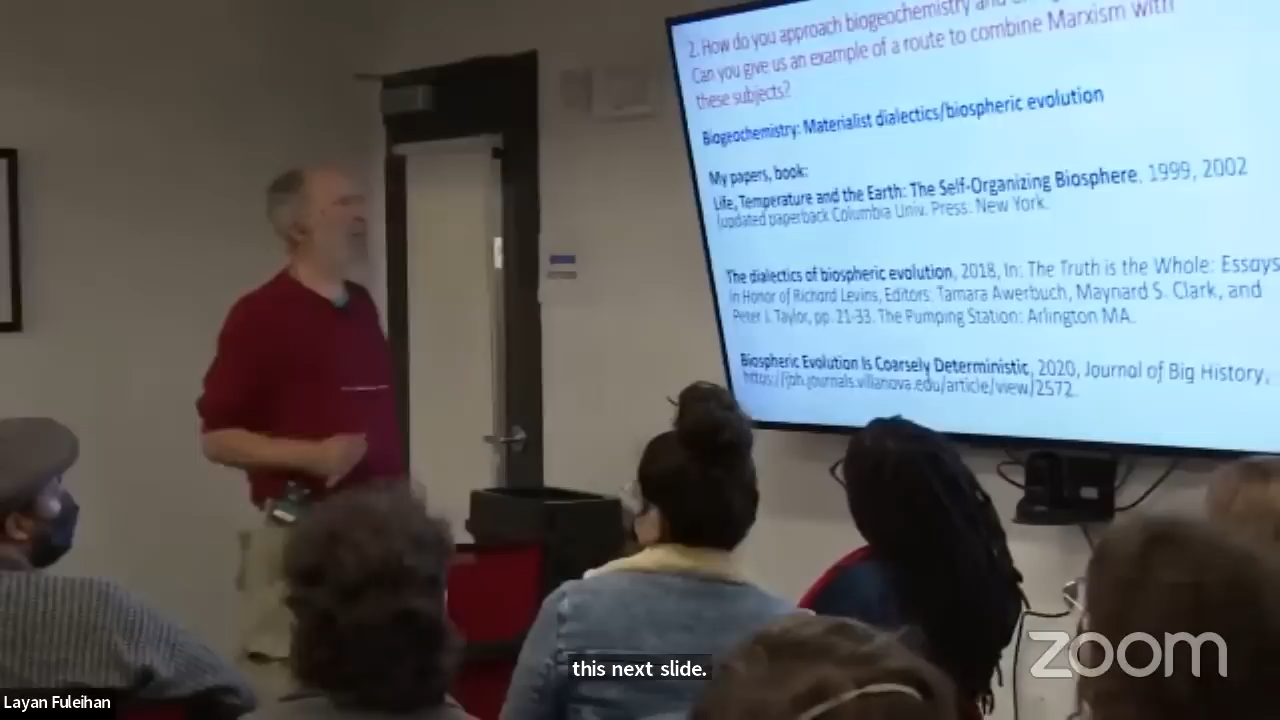 2. How do you approach biogeochemistry and
Can you give us an example of a route to combine Marxism with
these subjects?
Biogeochemistry: Materialist dialectics/biospheric evolution
My papers, book:
Life, Temperature and the Earth: The Self-Organizing Biosphere, 1999, 2002
(updated paperback Columbia Univ. Press: New York.
The dialectics of biospheric evolution, 2018, In: The Truth is the Whole: Essays
in Honor of Richard Levins, Editors: Tamara Awerbuch, Maynard S. Clark, and
Peter J. Taylor, pp. 21-33. The Pumping Station: Arlington MA.
Biospheric Evolution Is Coarsely Deterministic, 2020, Journal of Big History,
https://jbh.journals.villanova.edu/article/view/2572.
this next slide.
zoom
Layan Fuleihan